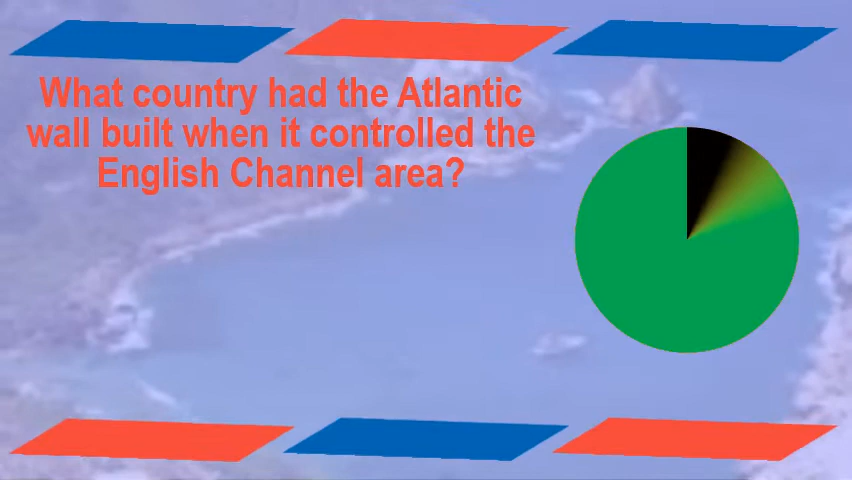 What country had the Atlantic
wall built when it controlled the
English Channel area?